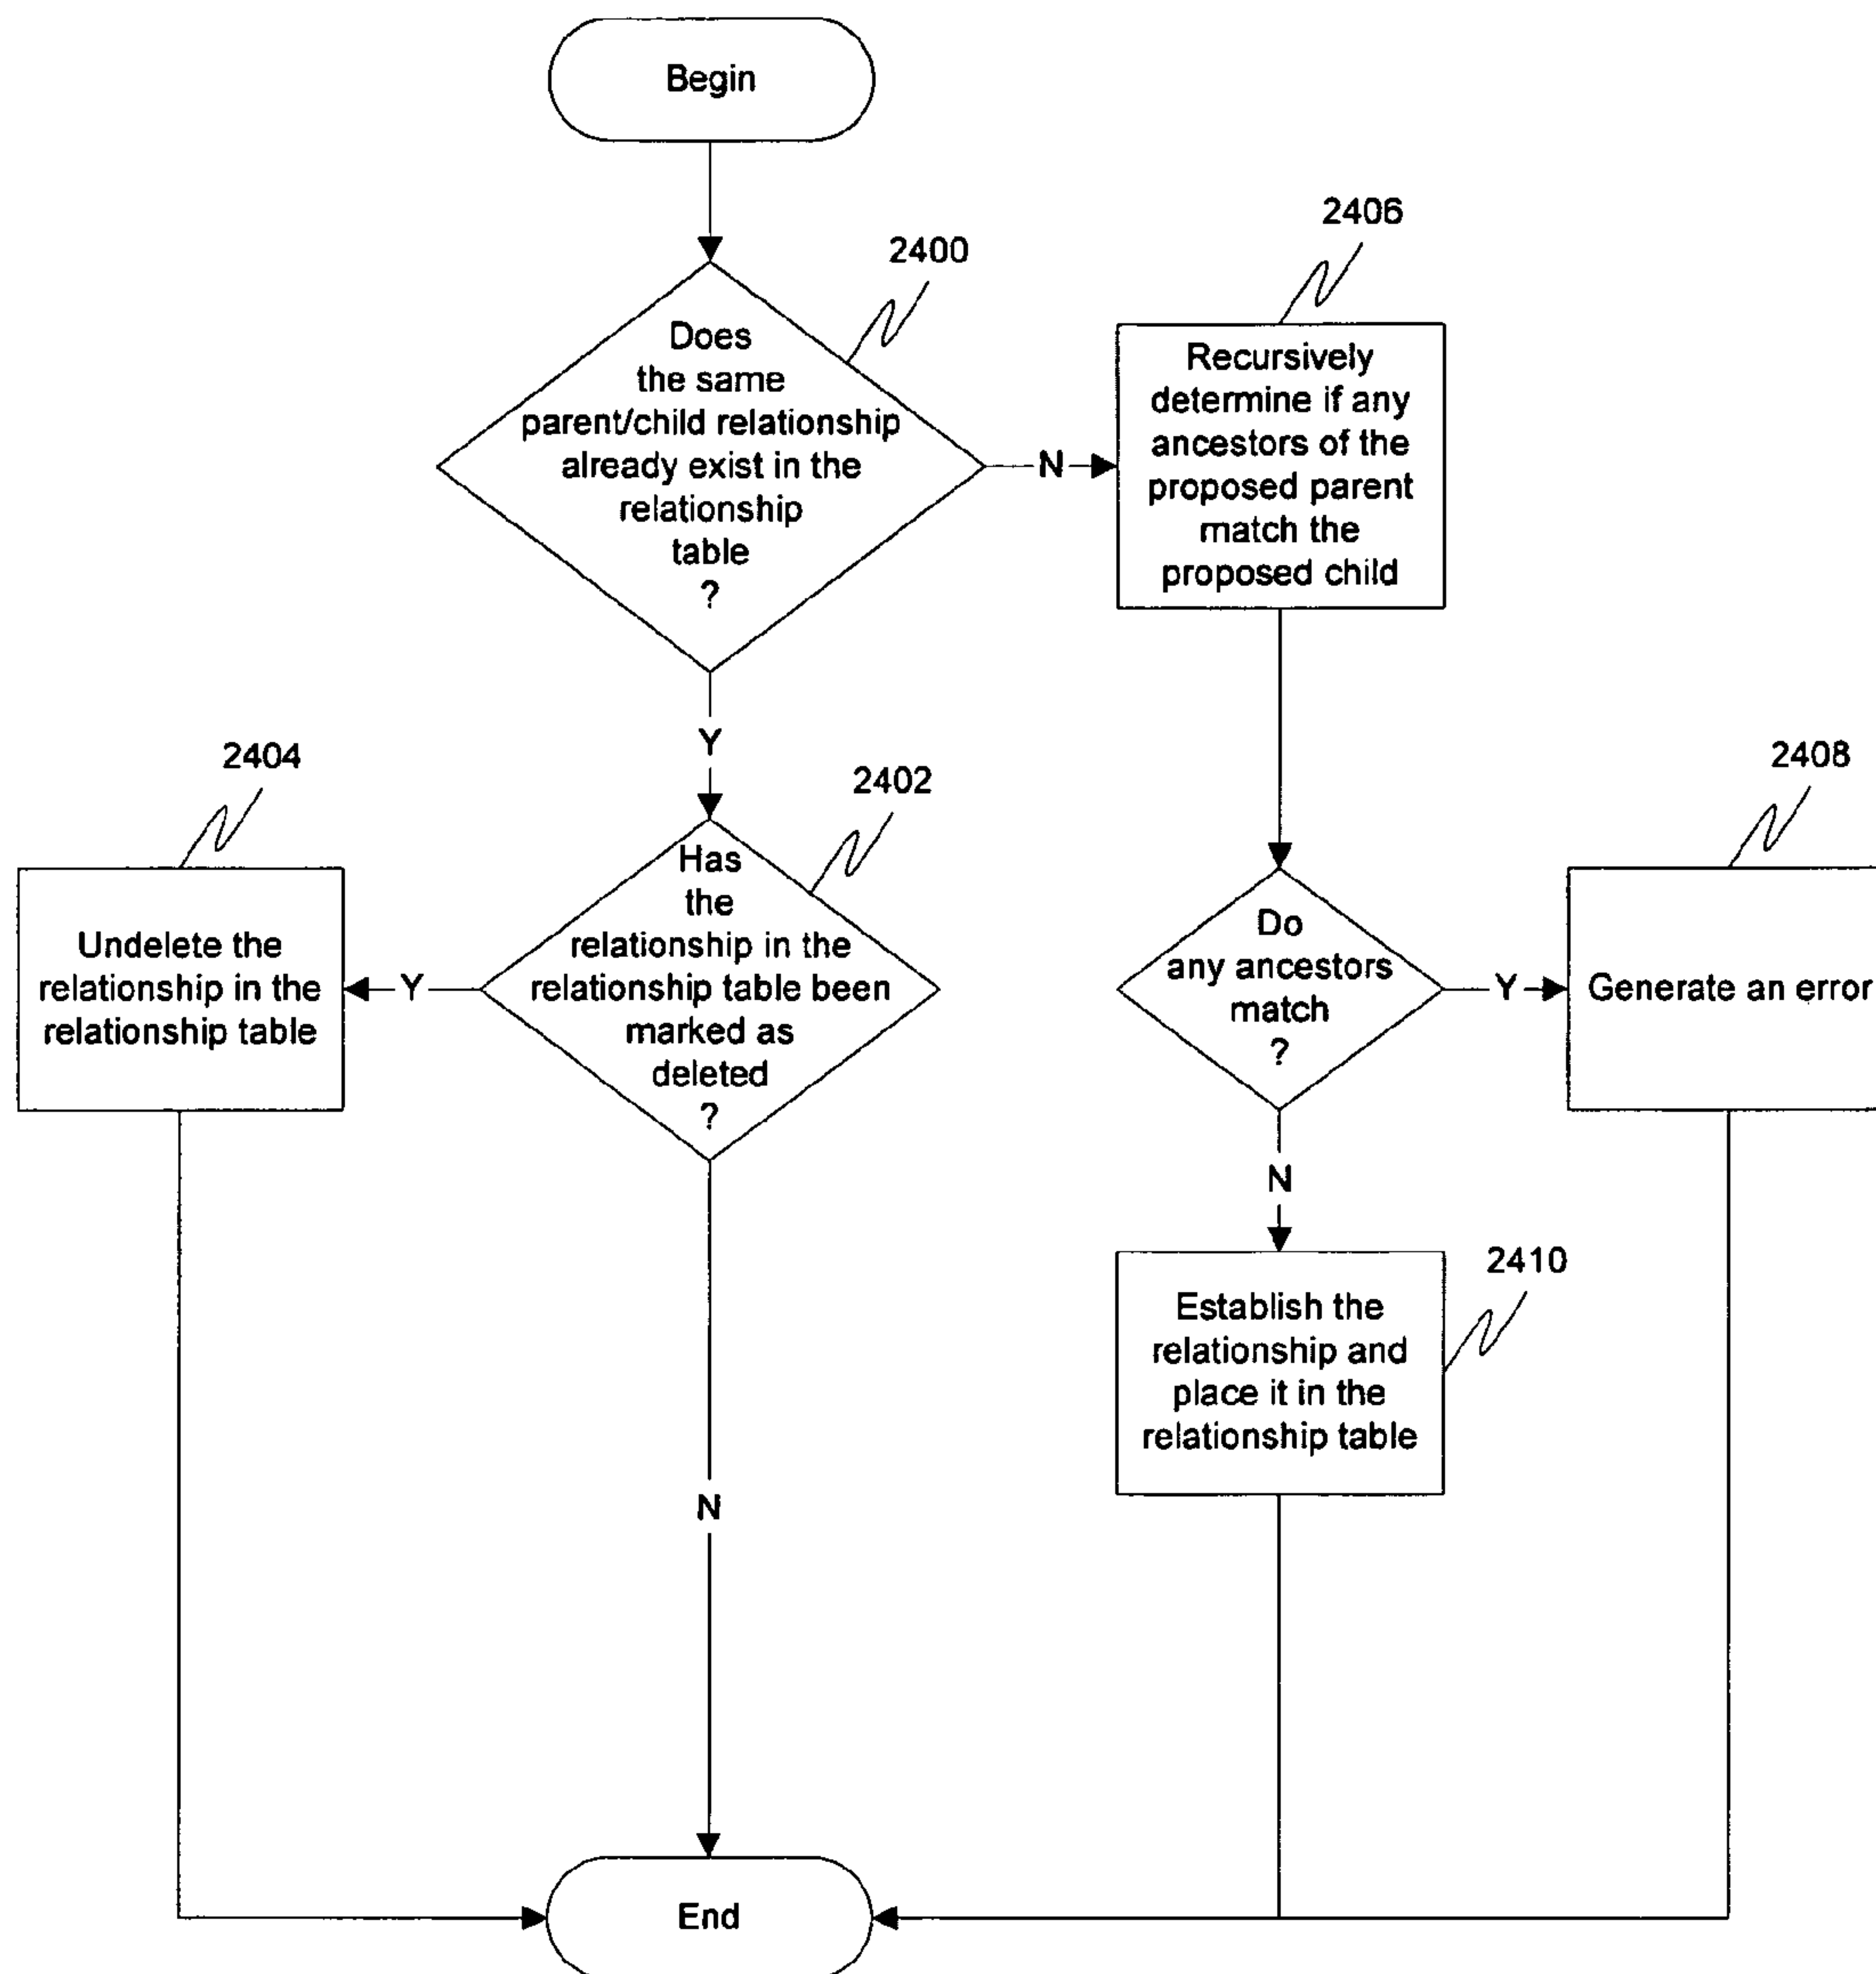 Begin
2400
2406
Does
the same
parent/child relationship
already exist in the
relationship
table
?
N
Recursively
determine if any
ancestors of the
proposed parent
match the
proposed child
Y
2404
2402
2408
Undelete the
relationship in the
relationship table
Y
Has
the
relationship in the
relationship table been
marked as
deleted
?
Do
any ancestors
match
?
Y
Generate an error
N
2410
Establish the
relationship and
place it in the
relationship table
N
End